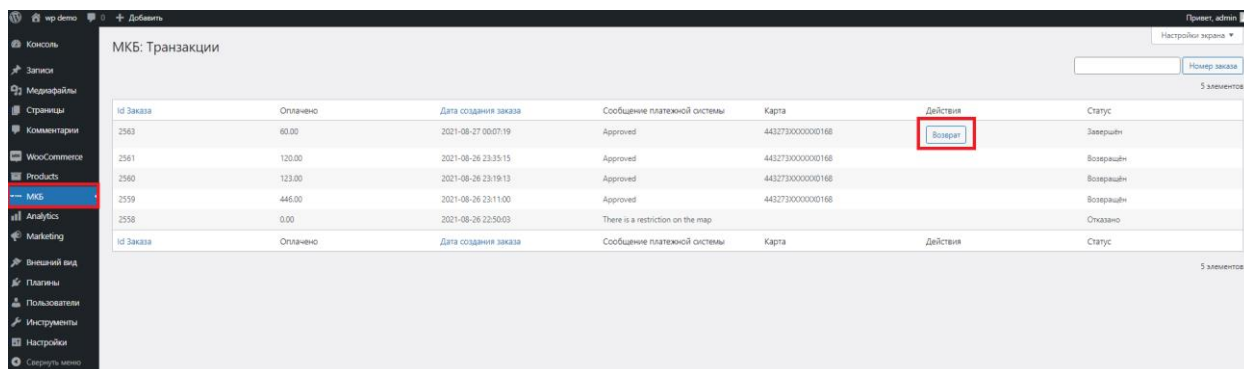 wp demo 0 + Добавить Привет, admin
Настройки экрана ▼
Консоль
Записи
Медиафайлы
Страницы
Комментарии
WooCommerce
Products
МКБ
Analytics
Marketing
Внешний вид
Плагины
Пользователи
Инструменты
Настройки
Свернуть меню
МКБ: Транзакции
Номер заказа
5 элементов
Id Заказа Оплачено Дата создания заказа Сообщение платежной системы Карта Действия Статус
2563 60.00 2021-08-27 00:07:19 Approved 443273XXXXXX0168 Возврат Завершён
2561 120.00 2021-08-26 23:35:15 Approved 443273XXXXXX0168 Возвращён
2560 123.00 2021-08-26 23:19:13 Approved 443273XXXXXX0168 Возвращён
2559 446.00 2021-08-26 23:11:00 Approved 443273XXXXXX0168 Возвращён
2558 0.00 2021-08-26 22:50:03 There is a restriction on the map Отказано
Id Заказа Оплачено Дата создания заказа Сообщение платежной системы Карта Действия Статус
5 элементов